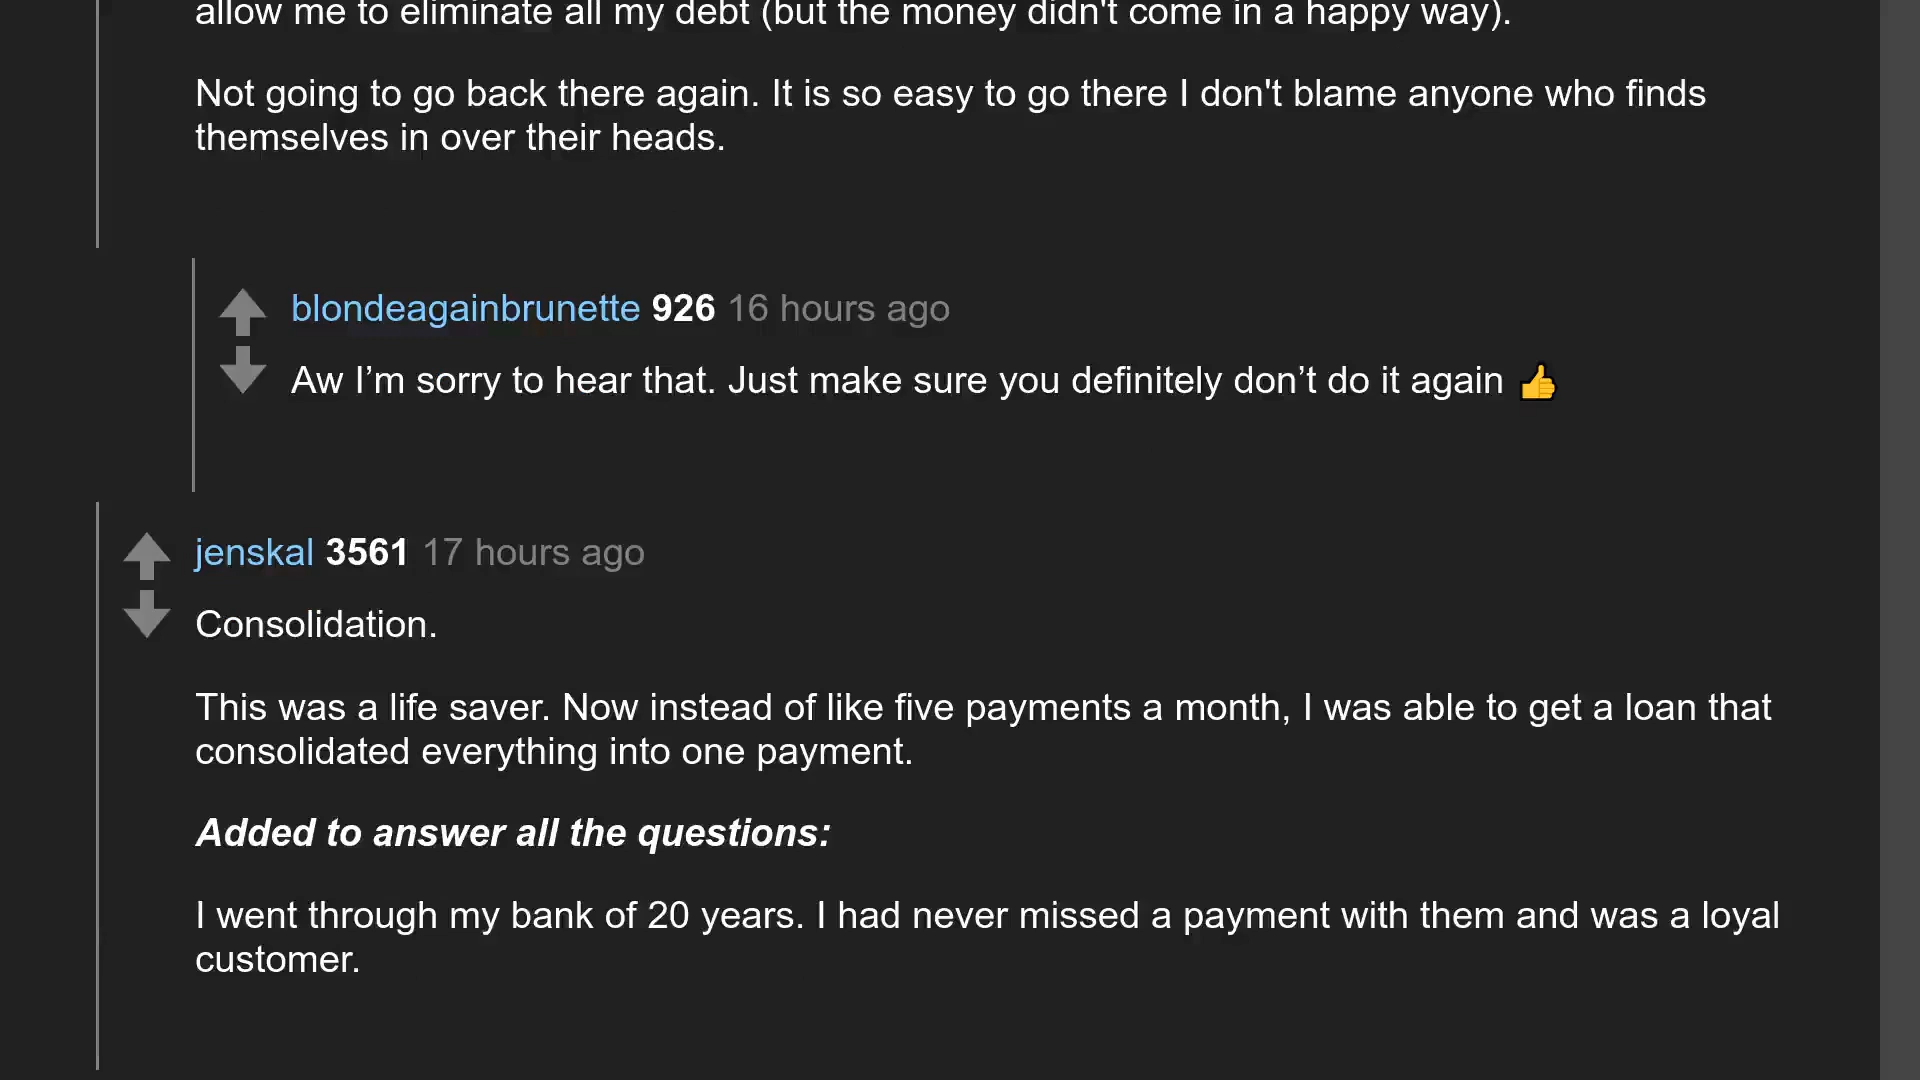 allow me to eliminate all my debt (but the money didn't come in a happy way).
Not going to go back there again. It is so easy to go there I don't blame anyone who finds
themselves in over their heads.
blondeagainbrunette 926 16 hours ago
Aw I’m sorry to hear that. Just make sure you definitely don’t do it again 👍
jenskal 3561 17 hours ago
Consolidation.
This was a life saver. Now instead of like five payments a month, I was able to get a loan that
consolidated everything into one payment.
Added to answer all the questions:
I went through my bank of 20 years. I had never missed a payment with them and was a loyal
customer.